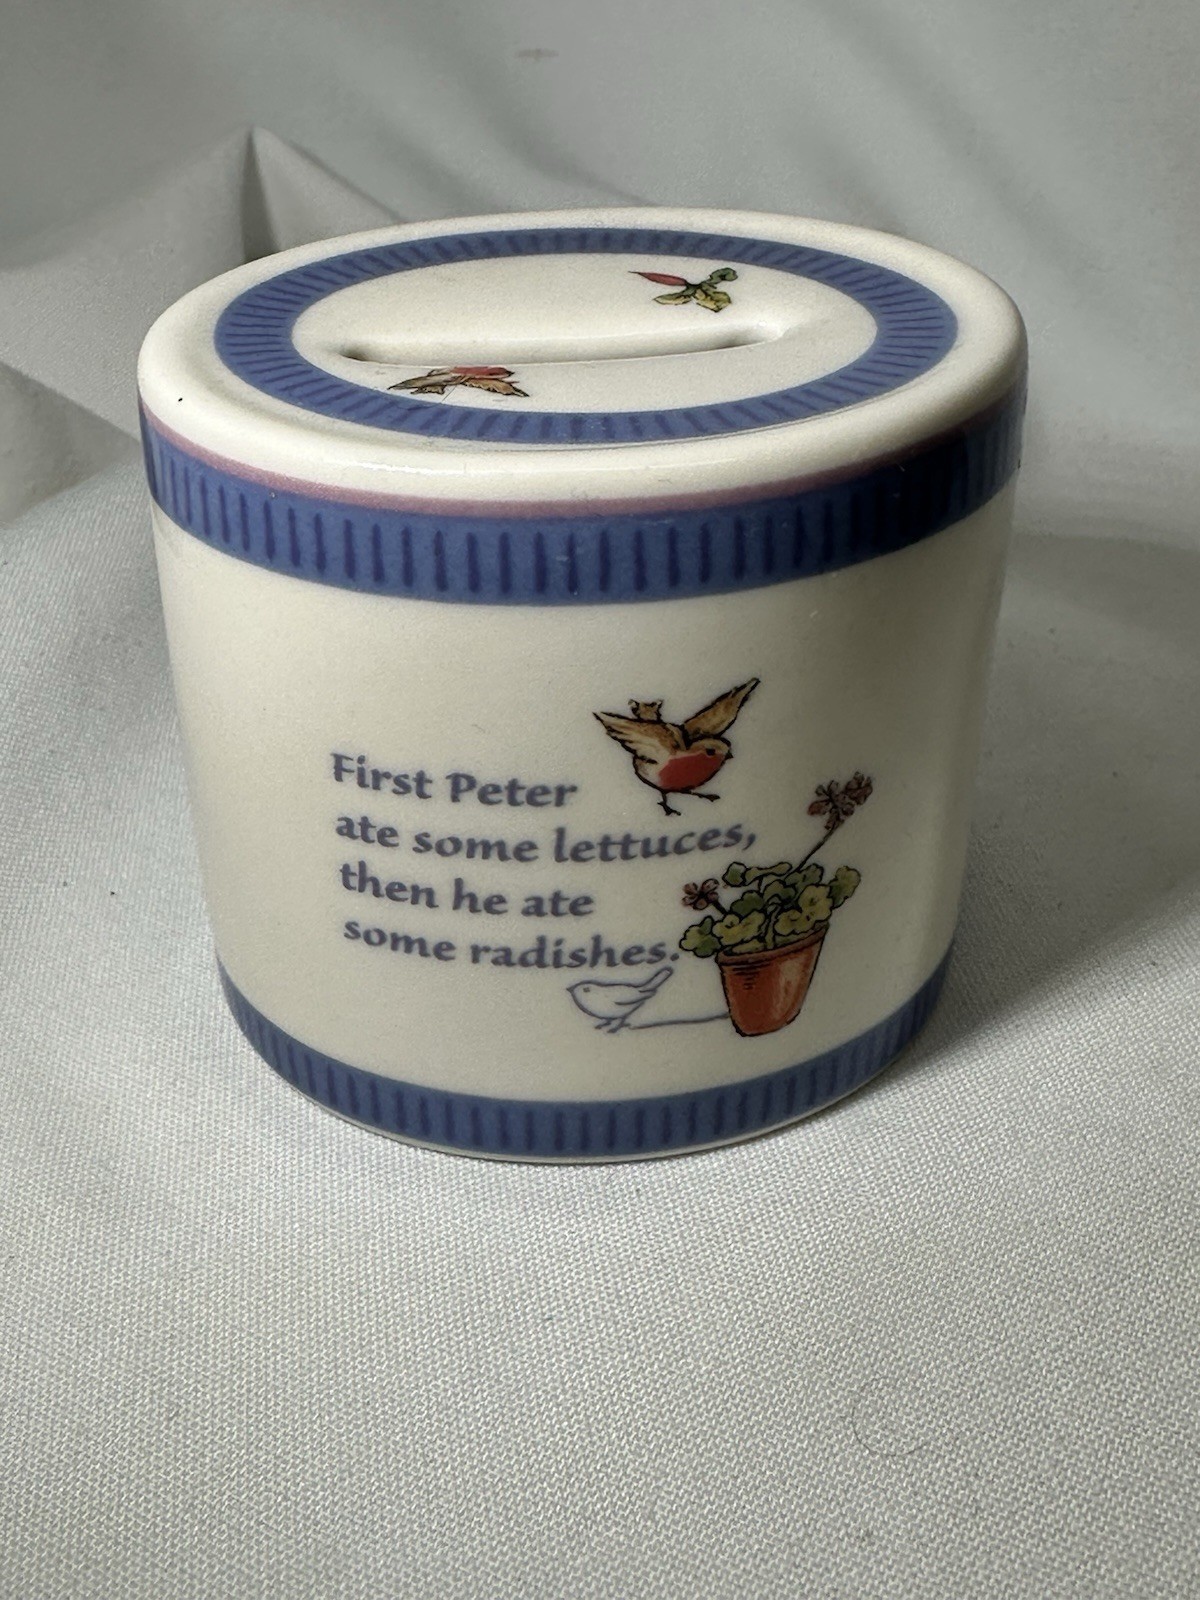 First Peter
ate some lettuces,
then he ate
some radishes.